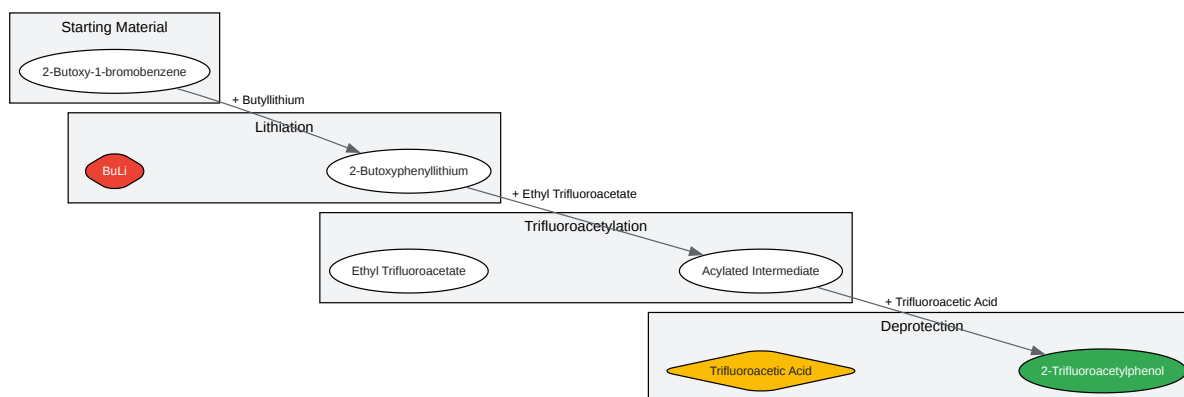 Starting Material
2-Butoxy-1-bromobenzene
+ Butyllithium
Lithiation
BuLi
2-Butoxyphenyllithium
+ Ethyl Trifluoroacetate
Trifluoroacetylation
Ethyl Trifluoroacetate
Acylated Intermediate
+ Trifluoroacetic Acid
Deprotection
Trifluoroacetic Acid
2-Trifluoroacetylphenol